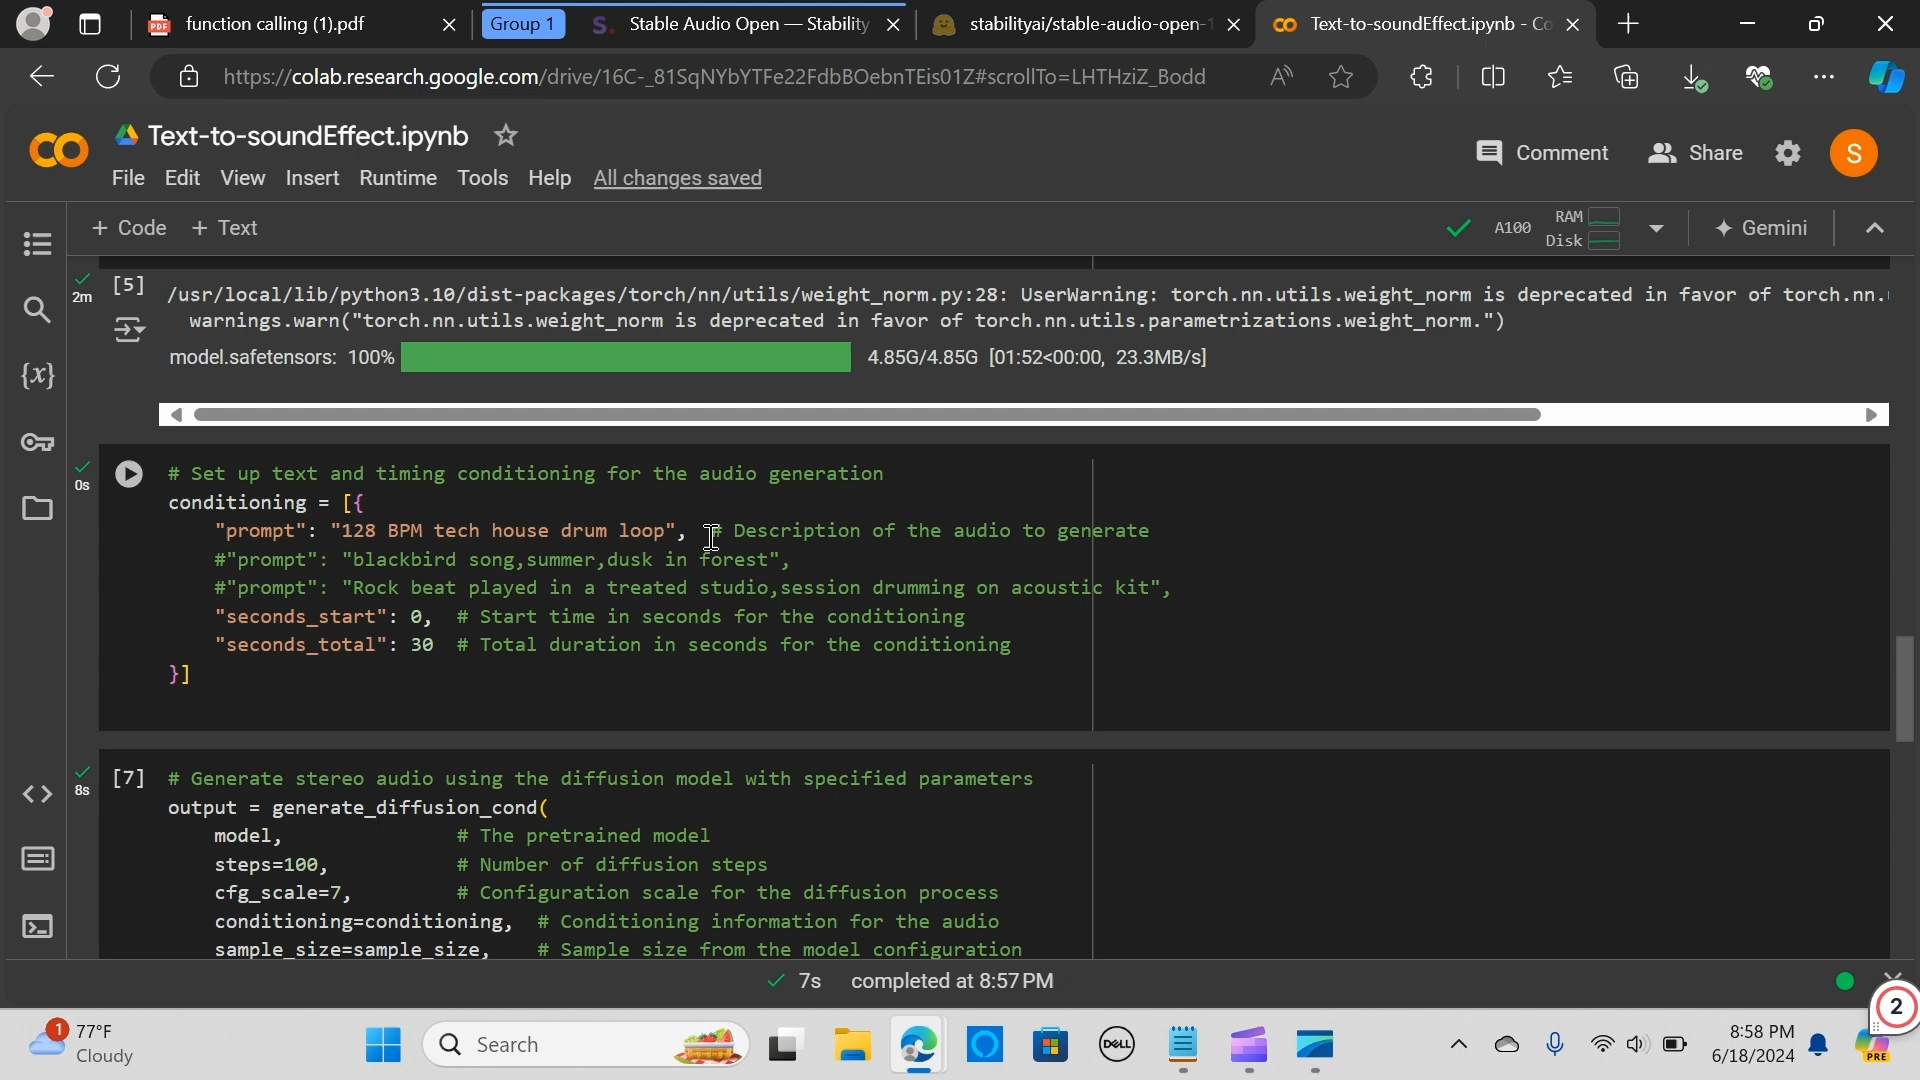 function calling (1).pdf
Group 1
Stable Audio Open — Stability
stabilityai/stable-audio-open-1
Text-to-soundEffect.ipynb - Co
https://colab.research.google.com/drive/16C-_81SqNYbYTFe22FdbBOebnTEis01Z#scrollTo=LHTHziZ_Bodd
Text-to-soundEffect.ipynb
Comment
Share
S
File Edit View Insert Runtime Tools Help All changes saved
+ Code + Text
A100
RAM
Disk
Gemini
2m
[5]
/usr/local/lib/python3.10/dist-packages/torch/nn/utils/weight_norm.py:28: UserWarning: torch.nn.utils.weight_norm is deprecated in favor of torch.nn.
warnings.warn("torch.nn.utils.weight_norm is deprecated in favor of torch.nn.utils.parametrizations.weight_norm.")
model.safetensors: 100% 4.85G/4.85G [01:52<00:00, 23.3MB/s]
0s
# Set up text and timing conditioning for the audio generation
conditioning = [{
"prompt": "128 BPM tech house drum loop", # Description of the audio to generate
#"prompt": "blackbird song,summer,dusk in forest",
#"prompt": "Rock beat played in a treated studio,session drumming on acoustic kit",
"seconds_start": 0, # Start time in seconds for the conditioning
"seconds_total": 30 # Total duration in seconds for the conditioning
}]
8s
[7]
# Generate stereo audio using the diffusion model with specified parameters
output = generate_diffusion_cond(
model, # The pretrained model
steps=100, # Number of diffusion steps
cfg_scale=7, # Configuration scale for the diffusion process
conditioning=conditioning, # Conditioning information for the audio
sample_size=sample_size, # Sample size from the model configuration
7s completed at 8:57 PM
2
1
77°F
Cloudy
Search
DELL
8:58 PM
6/18/2024
PRE